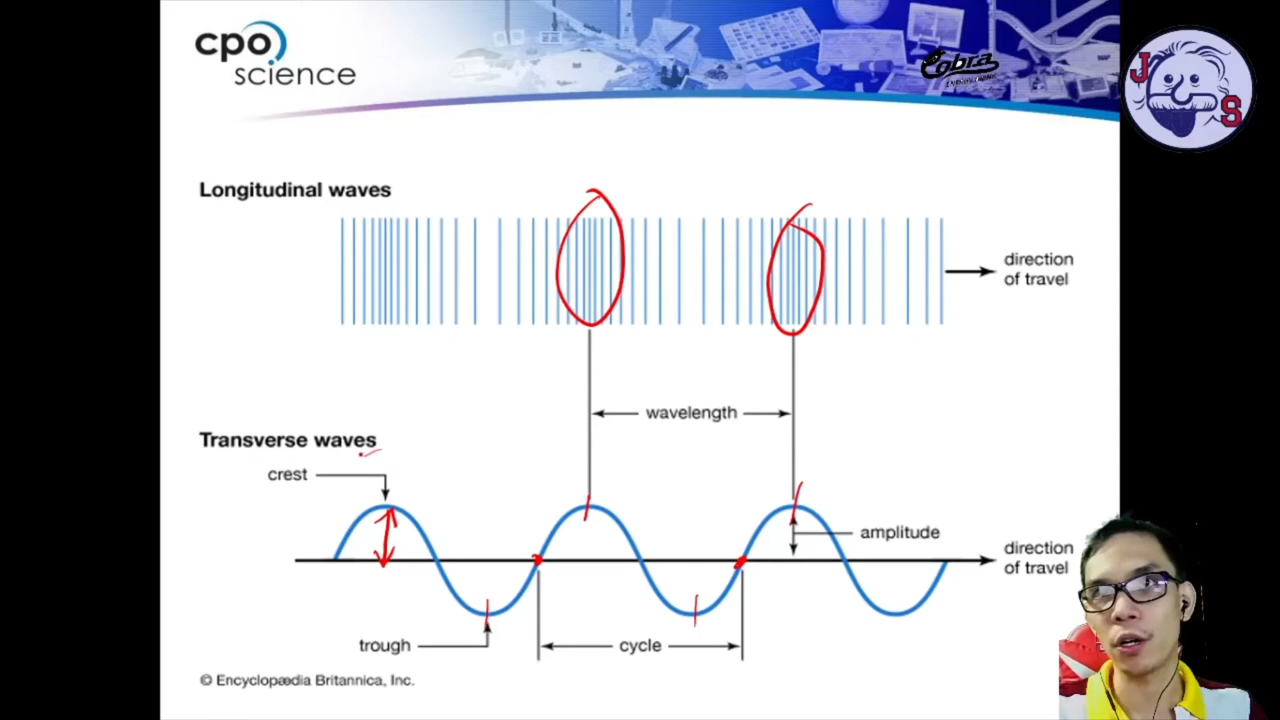 cpo
science
Cobra
J
S
Longitudinal waves
direction
of travel
wavelength
Transverse waves
crest
amplitude
direction
of travel
trough
cycle
© Encyclopædia Britannica, Inc.